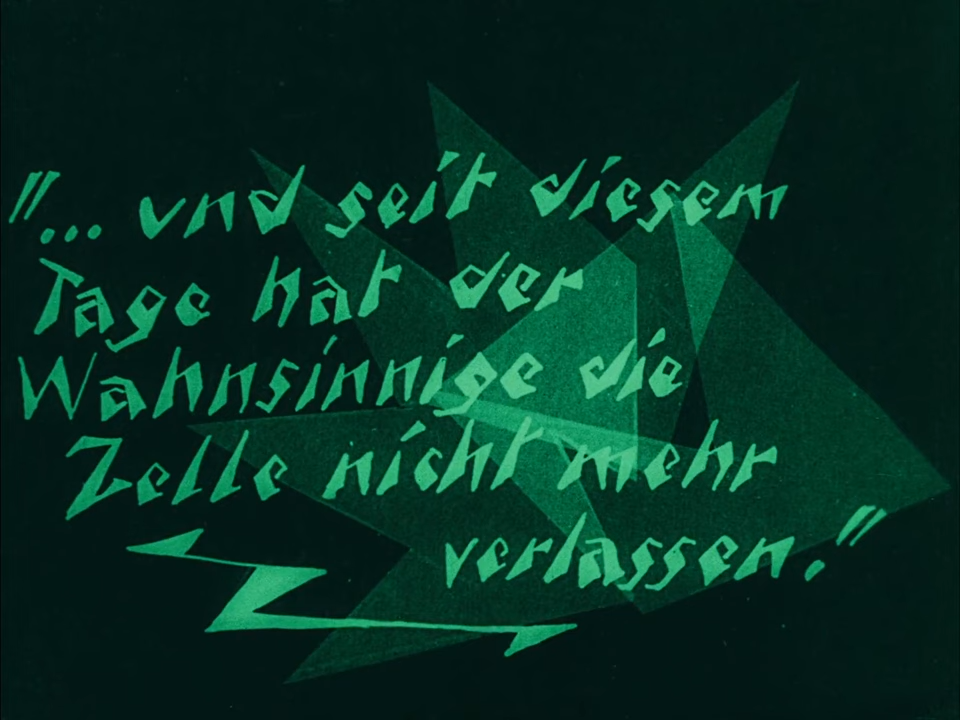 "... und seit diesem
Tage hat der
Wahnsinnige die
Zelle nicht mehr
verlassen."